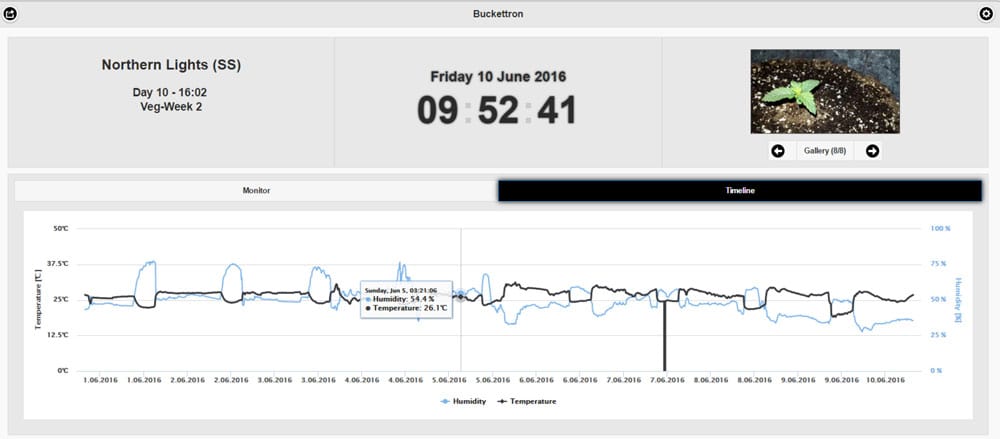 Buckettron
Northern Lights (SS)
Day 10 - 16:02
Veg-Week 2
Friday 10 June 2016
09:52:41
Gallery (8/8)
Monitor
Timeline
50℃
37.5℃
25℃
12.5℃
0℃
Temperature [℃]
100 %
75 %
50 %
25 %
0 %
Humidity [%]
Sunday, Jun 5, 03:21:06
Humidity: 54.4 %
Temperature: 26.1℃
1.06.2016 1.06.2016 2.06.2016 2.06.2016 3.06.2016 3.06.2016 4.06.2016 4.06.2016 5.06.2016 5.06.2016 6.06.2016 6.06.2016 7.06.2016 7.06.2016 8.06.2016 8.06.2016 9.06.2016 9.06.2016 10.06.2016
Humidity Temperature